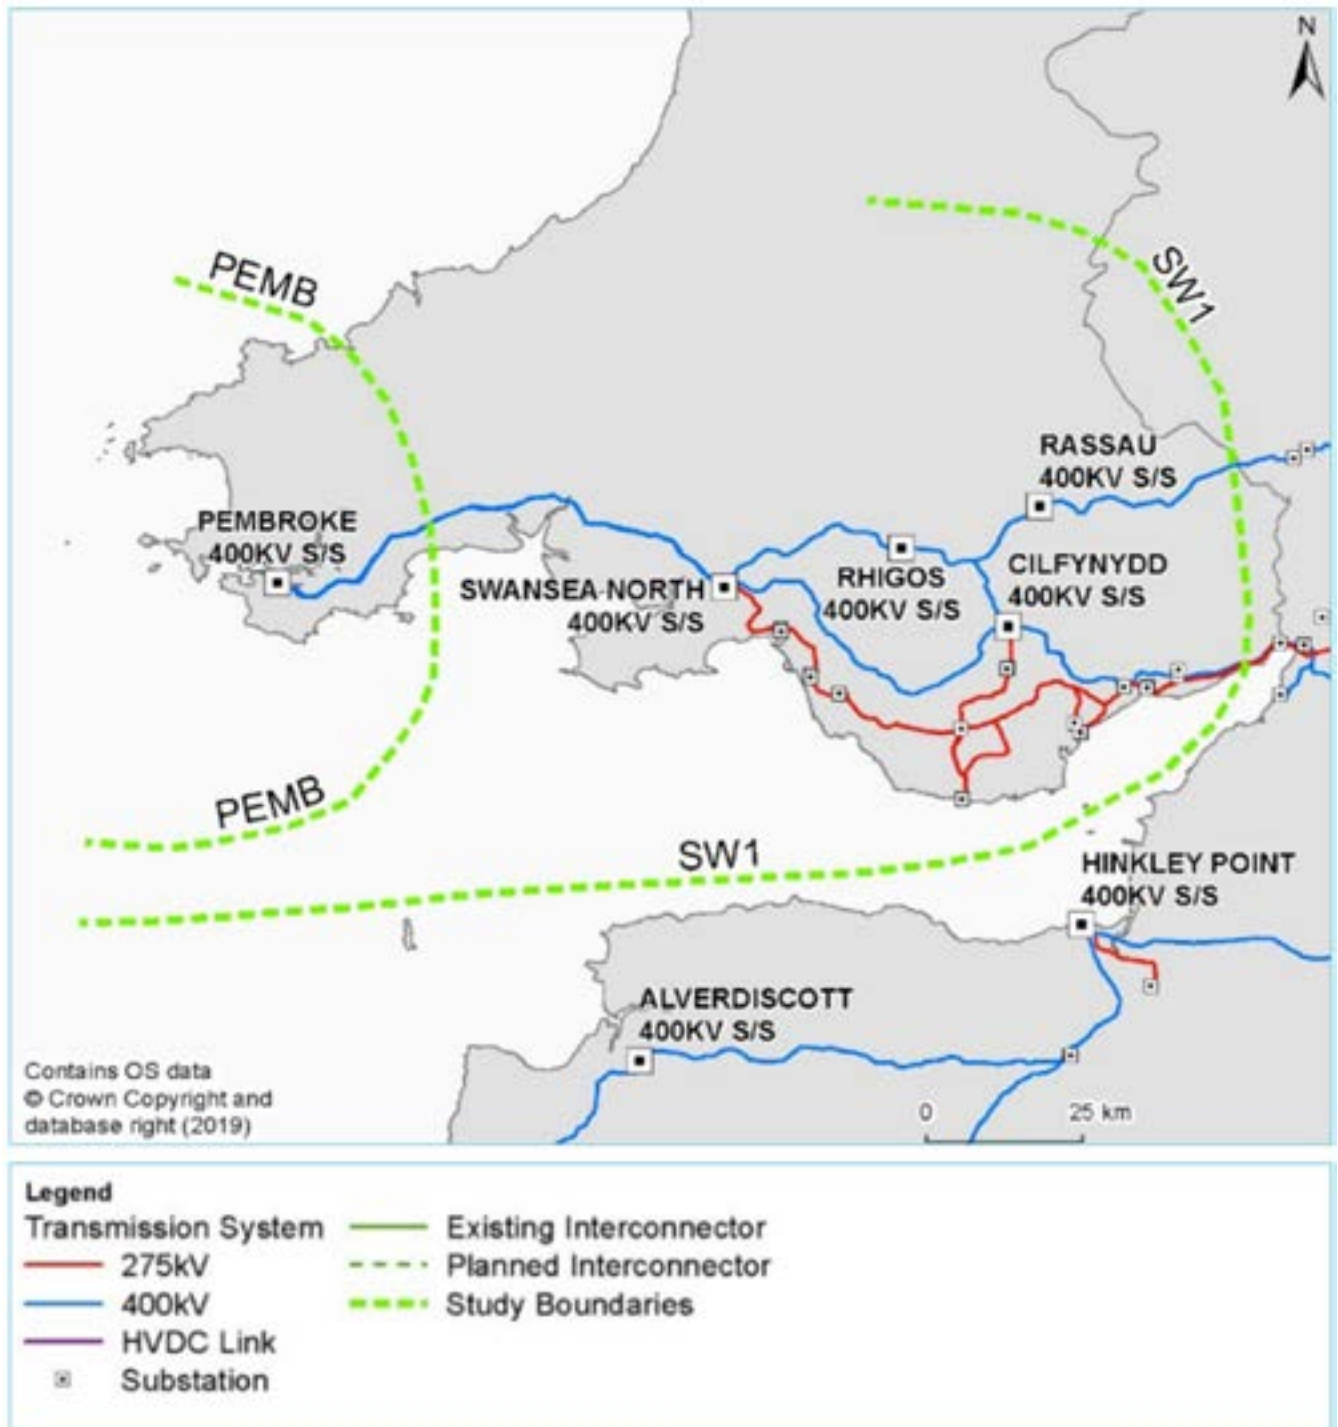 N
PEMB
SW1
RASSAU
400KV S/S
PEMBROKE
400KV S/S
CILFYNYDD
400KV S/S
RHIGOS
400KV S/S
SWANSEA NORTH
400KV S/S
PEMB
SW1
HINKLEY POINT
400KV S/S
ALVERDISCOTT
400KV S/S
Contains OS data
© Crown Copyright and
database right (2019)
0 25 km
Legend
Transmission System
275kV
400kV
HVDC Link
Substation
Existing Interconnector
Planned Interconnector
Study Boundaries